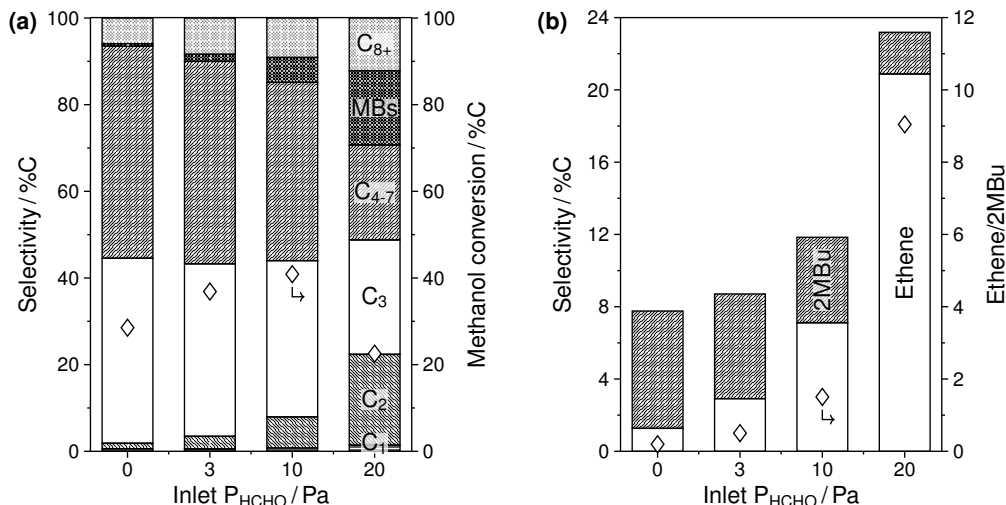 (a)
Selectivity / %C
100
80
60
40
20
0
C8+
MBs
C4-7
C3
C2
C1
100
80
60
40
20
0
Methanol conversion / %C
0 3 10 20
Inlet PHCHO / Pa
(b)
Selectivity / %C
24
20
16
12
8
4
0
2MBu
Ethene
12
10
8
6
4
2
0
Ethene/2MBu
0 3 10 20
Inlet PHCHO / Pa